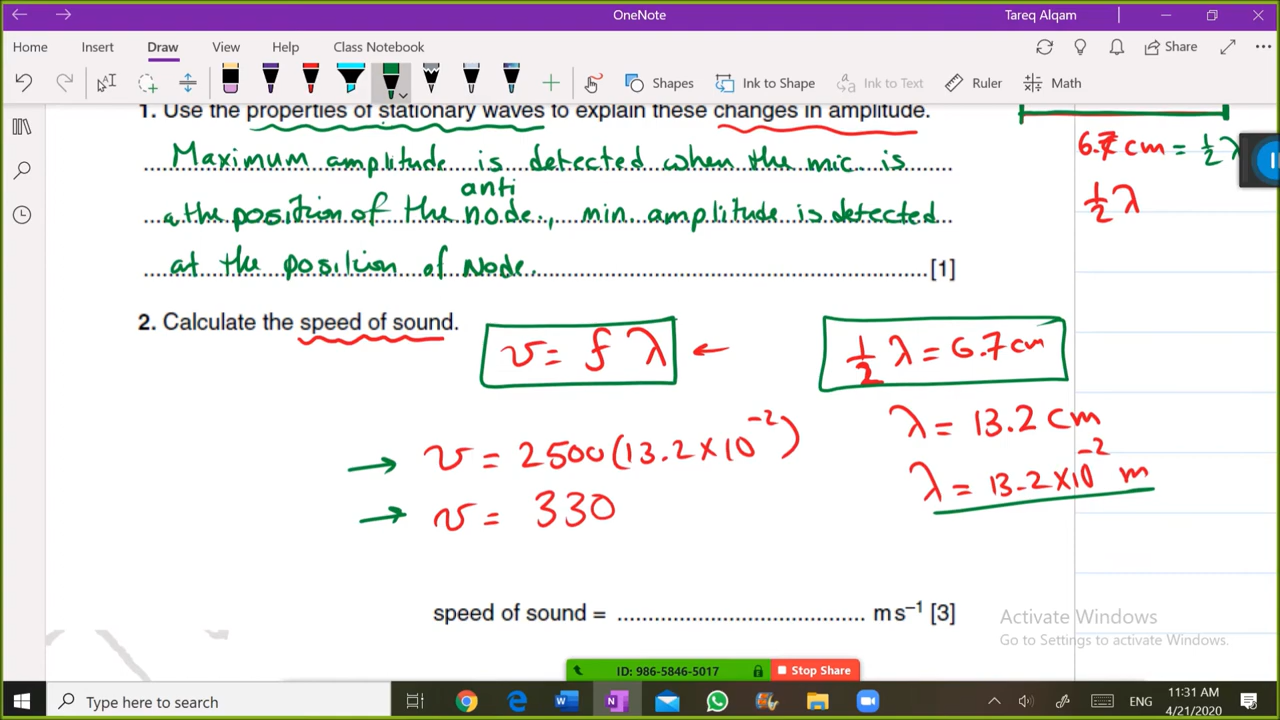 OneNote
Tareq Alqam
Home Insert Draw View Help Class Notebook Share
Shapes Ink to Shape Ink to Text Ruler Math
1. Use the properties of stationary waves to explain these changes in amplitude.
Maximum amplitude is detected when the mic is
anti
a the position of the node, min amplitude is detected
at the position of Node. [1]
6.7 cm = 1/2 λ
1/2 λ
2. Calculate the speed of sound.
v = f λ ←
1/2 λ = 6.7 cm
λ = 13.2 cm
→ v = 2500(13.2 × 10⁻²)
λ = 13.2 × 10⁻² m
→ v = 330
speed of sound = ........................................ m s⁻¹ [3]
Activate Windows
Go to Settings to activate Windows.
ID: 986-5846-5017 Stop Share
Type here to search
ENG
11:31 AM
4/21/2020